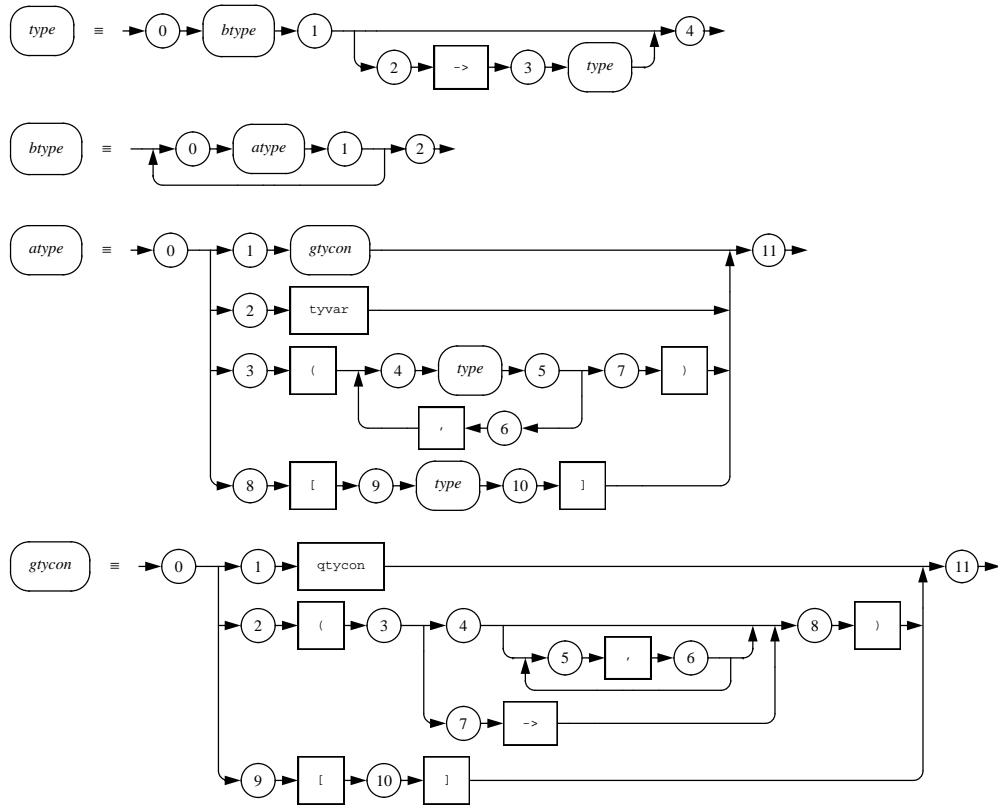 type ≡ 0 btype 1 4
2 -> 3 type
btype ≡ 0 atype 1 2
atype ≡ 0 1 gtycon 11
2 tyvar
3 ( 4 type 5 7 )
, 6
8 [ 9 type 10 ]
gtycon ≡ 0 1 qtycon 11
2 ( 3 4 8 )
5 , 6
7 ->
9 [ 10 ]